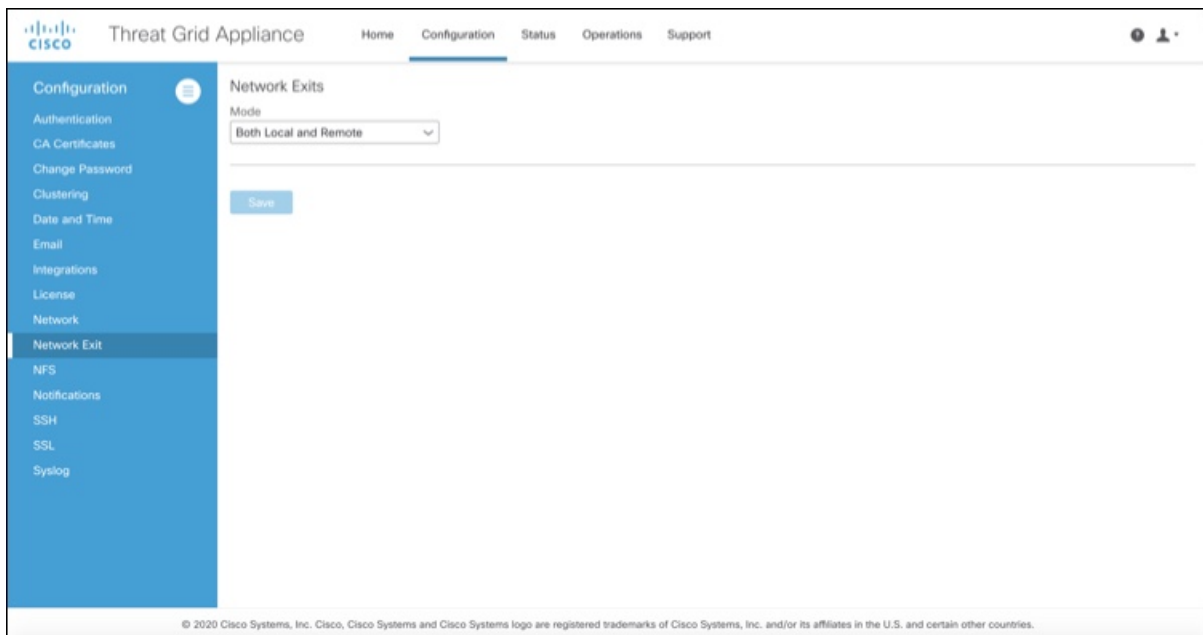 CISCO
Threat Grid Appliance
Home
Configuration
Status
Operations
Support
Configuration
Authentication
CA Certificates
Change Password
Clustering
Date and Time
Email
Integrations
License
Network
Network Exit
NFS
Notifications
SSH
SSL
Syslog
Network Exits
Mode
Both Local and Remote
Save
© 2020 Cisco Systems, Inc. Cisco, Cisco Systems and Cisco Systems logo are registered trademarks of Cisco Systems, Inc. and/or its affiliates in the U.S. and certain other countries.